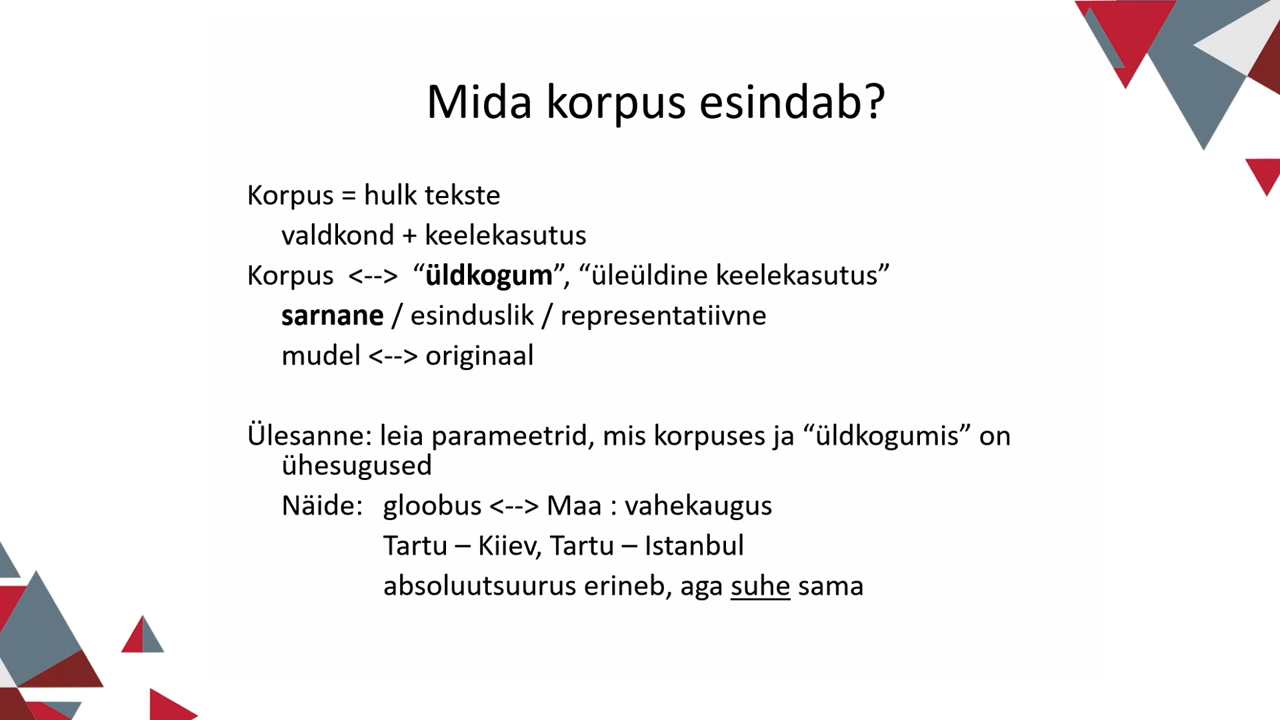 Mida korpus esindab?
Korpus = hulk tekste
valdkond + keelekasutus
Korpus <--> “üldkogum”, “üleüldine keelekasutus”
sarnane / esinduslik / representatiivne
mudel <--> originaal
Ülesanne: leia parameetrid, mis korpuses ja “üldkogumis” on
ühesugused
Näide: gloobus <--> Maa : vahekaugus
Tartu – Kiiev, Tartu – Istanbul
absoluutsuurus erineb, aga suhe sama